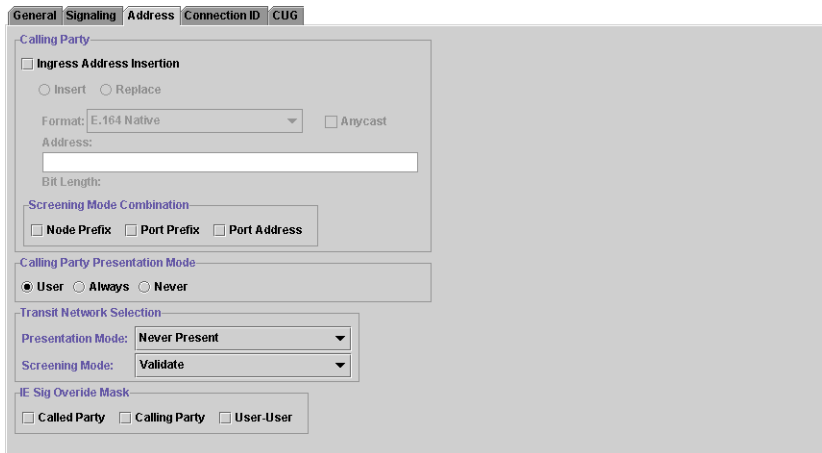 General Signaling Address Connection ID CUG
Calling Party
Ingress Address Insertion
Insert Replace
Format: E.164 Native Anycast
Address:
Bit Length:
Screening Mode Combination
Node Prefix Port Prefix Port Address
Calling Party Presentation Mode
User Always Never
Transit Network Selection
Presentation Mode: Never Present
Screening Mode: Validate
IE Sig Overide Mask
Called Party Calling Party User-User